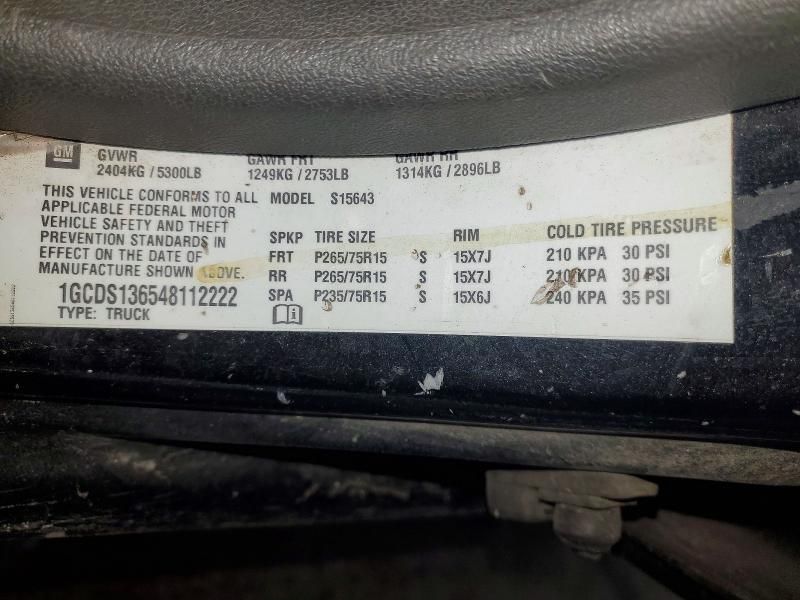 GM
GVWR GAWR FRT GAWR RR
2404KG / 5300LB 1249KG / 2753LB 1314KG / 2896LB
THIS VEHICLE CONFORMS TO ALL
APPLICABLE FEDERAL MOTOR
VEHICLE SAFETY AND THEFT
PREVENTION STANDARDS IN
EFFECT ON THE DATE OF
MANUFACTURE SHOWN ABOVE.
1GCDS136548112222
TYPE: TRUCK
MODEL S15643
SPKP TIRE SIZE RIM COLD TIRE PRESSURE
FRT P265/75R15 S 15X7J 210 KPA 30 PSI
RR P265/75R15 S 15X7J 210 KPA 30 PSI
SPA P235/75R15 S 15X6J 240 KPA 35 PSI
i